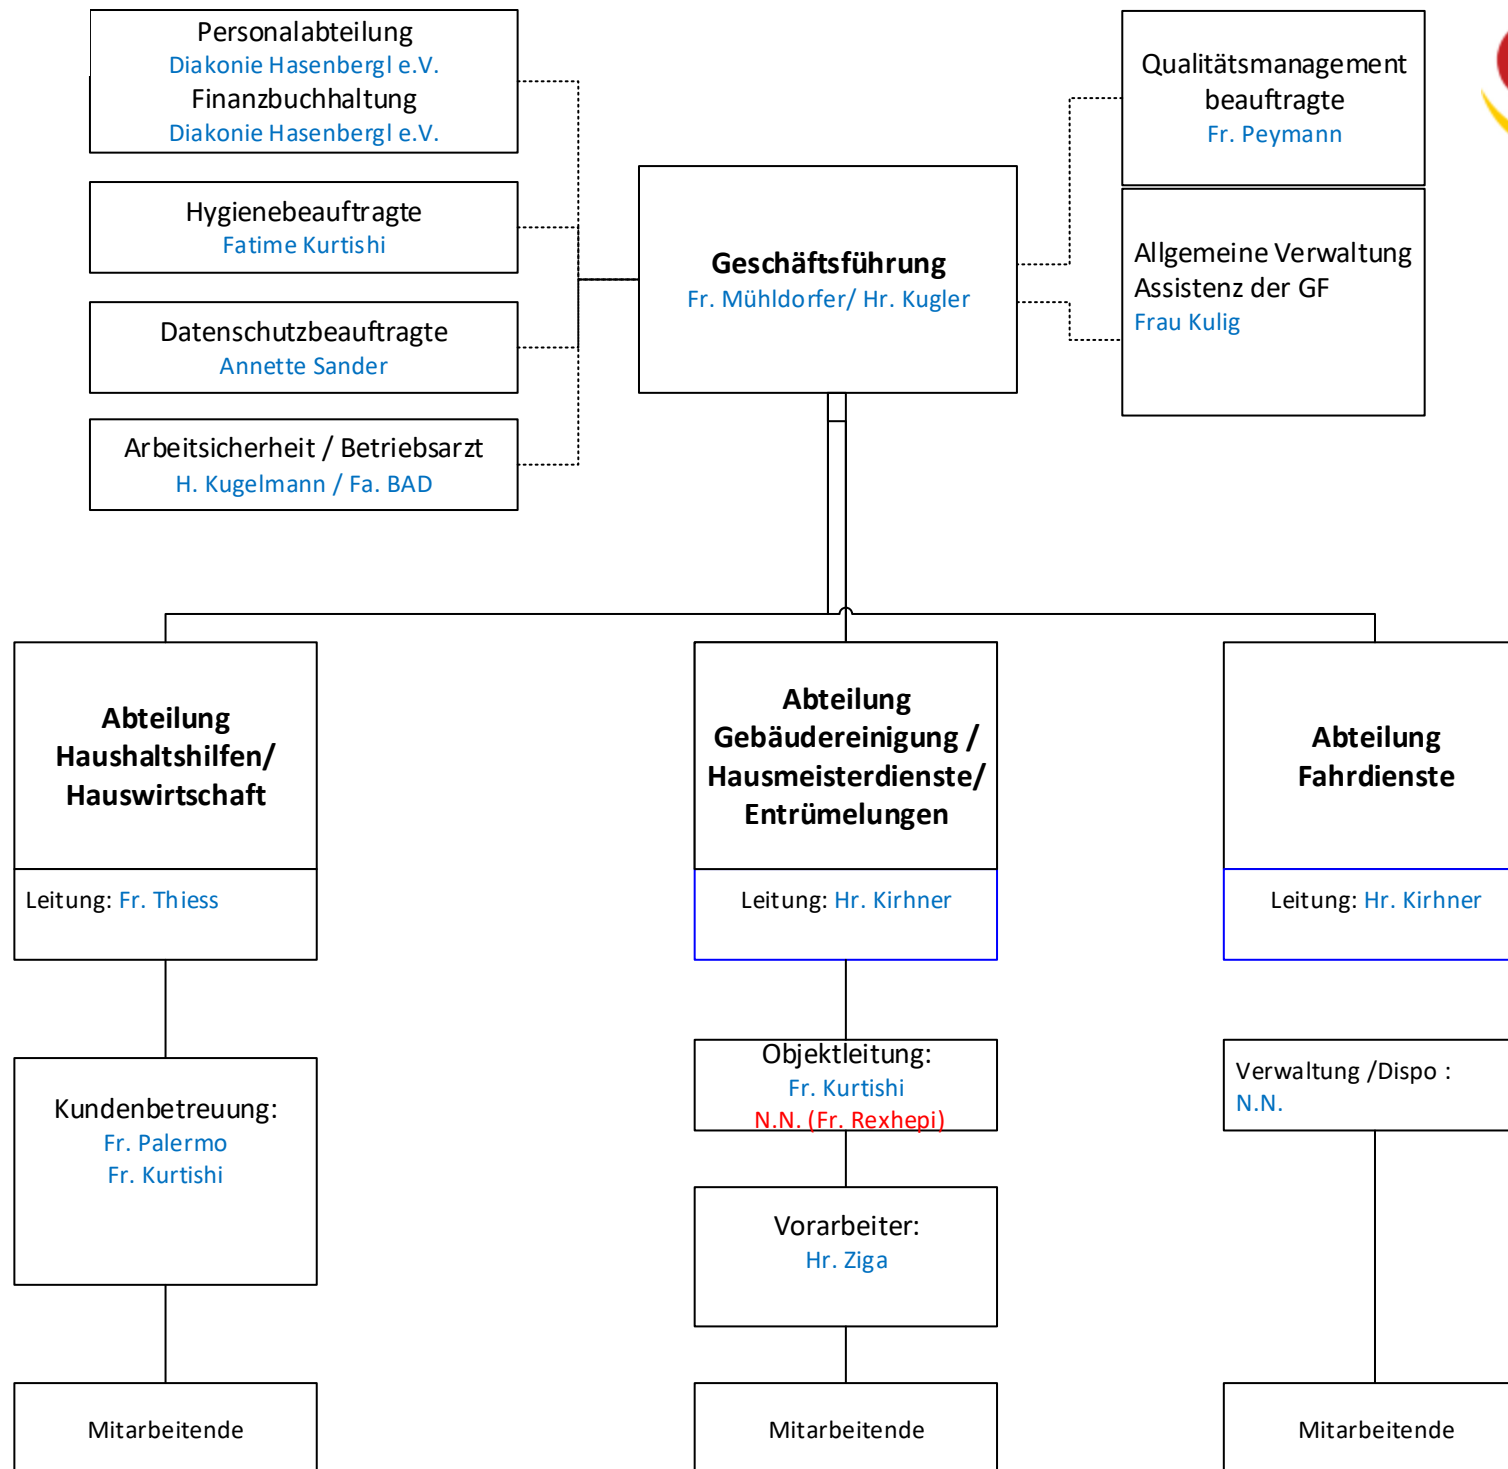 Personalabteilung
Diakonie Hasenbergl e.V.
Finanzbuchhaltung
Diakonie Hasenbergl e.V.
Hygienebeauftragte
Fatime Kurtishi
Datenschutzbeauftragte
Annette Sander
Arbeitsicherheit / Betriebsarzt
H. Kugelmann / Fa. BAD
Geschäftsführung
Fr. Mühldorfer/ Hr. Kugler
Qualitätsmanagement
beauftragte
Fr. Peymann
Allgemeine Verwaltung
Assistenz der GF
Frau Kulig
Abteilung
Haushaltshilfen/
Hauswirtschaft
Leitung: Fr. Thiess
Kundenbetreuung:
Fr. Palermo
Fr. Kurtishi
Mitarbeitende
Abteilung
Gebäudereinigung /
Hausmeisterdienste/
Entrümelungen
Leitung: Hr. Kirhner
Objektleitung:
Fr. Kurtishi
N.N. (Fr. Rexhepi)
Vorarbeiter:
Hr. Ziga
Mitarbeitende
Abteilung
Fahrdienste
Leitung: Hr. Kirhner
Verwaltung /Dispo :
N.N.
Mitarbeitende